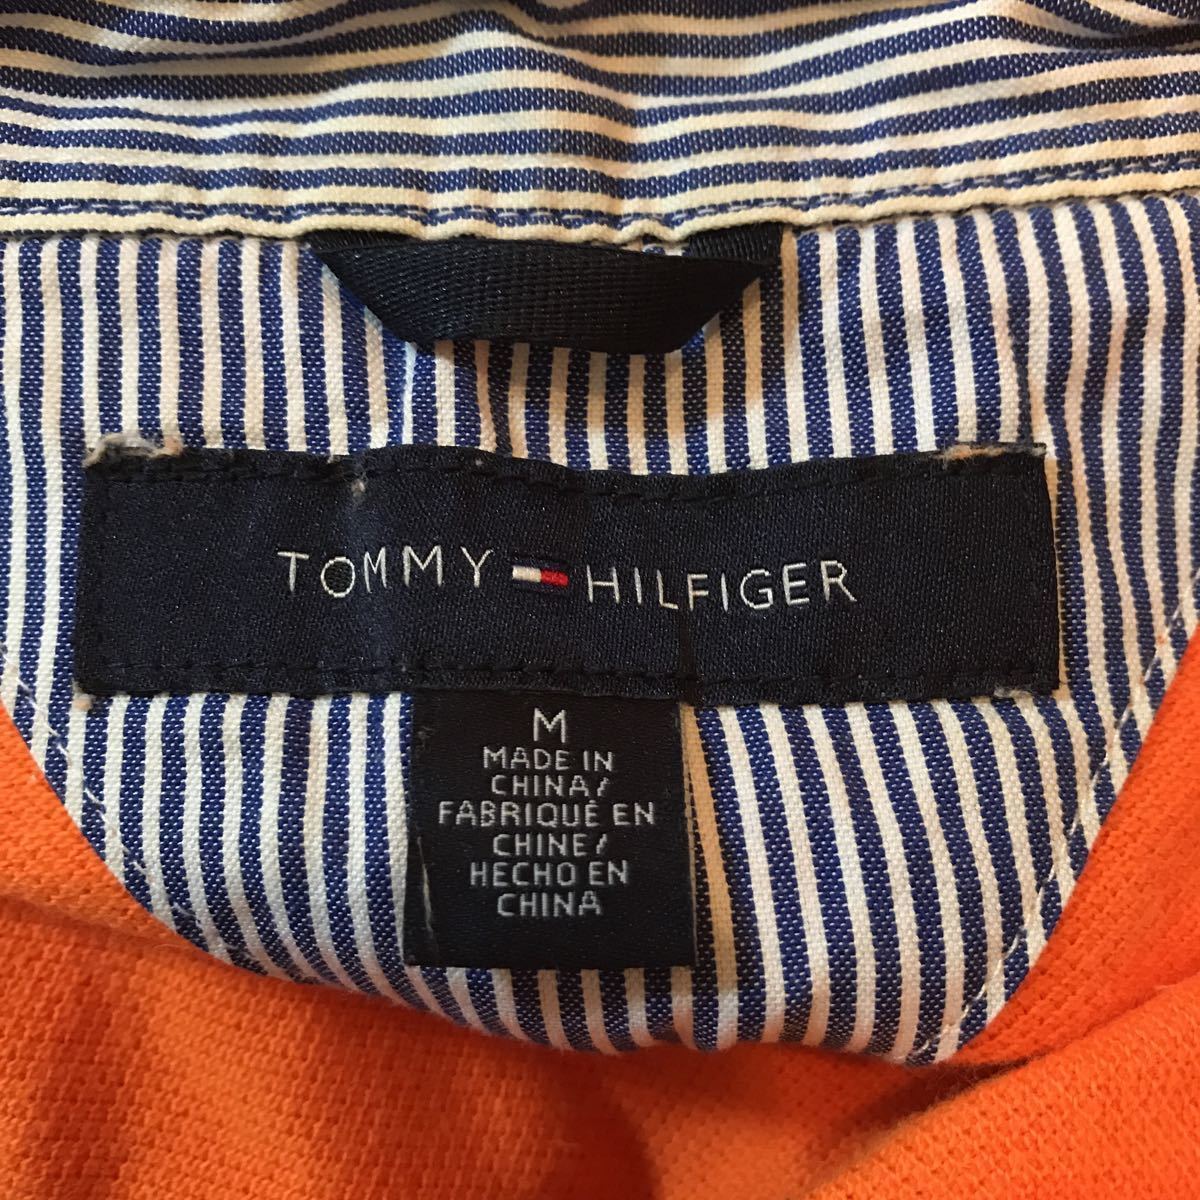 TOMMY HILFIGER
M
MADE IN
CHINA/
FABRIQUÉ EN
CHINE/
HECHO EN
CHINA